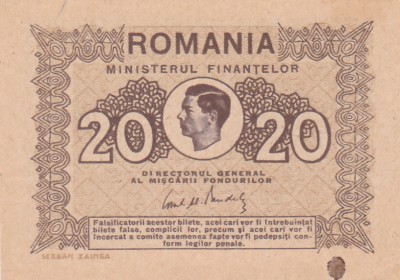 ROMANIA
MINISTERUL FINANȚELOR
20 20
DIRECTORUL GENERAL
AL MIȘCĂRII FONDURILOR
Falsificatorii acestor bilete, acei cari vor fi întrebuințat
bilete false, complicii lor, precum și acei cari vor fi
încercat a comite asemenea fapte vor fi pedepsiți con-
form legilor penale.
SERBAN ZAINEA